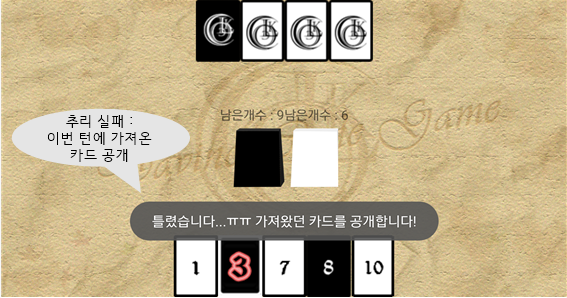 남은개수 : 9남은개수 : 6
추리 실패 :
이번 턴에 가져온
카드 공개
Game
틀렸습니다...ㅠㅠ 가져왔던 카드를 공개합니다!
1 3 7 8 10